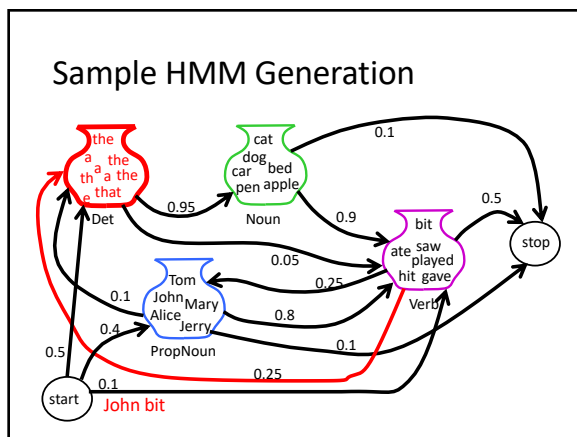 Sample HMM Generation
the
a the
a the
th a the
e that
Det
0.95
cat
dog
car bed
pen apple
Noun
0.1
0.9
0.5
bit
ate saw
played
hit gave
Verb
stop
0.05
0.25
Tom
John Mary
Alice
Jerry
PropNoun
0.1
0.8
0.1
0.4
0.5
0.25
0.1
start
John bit